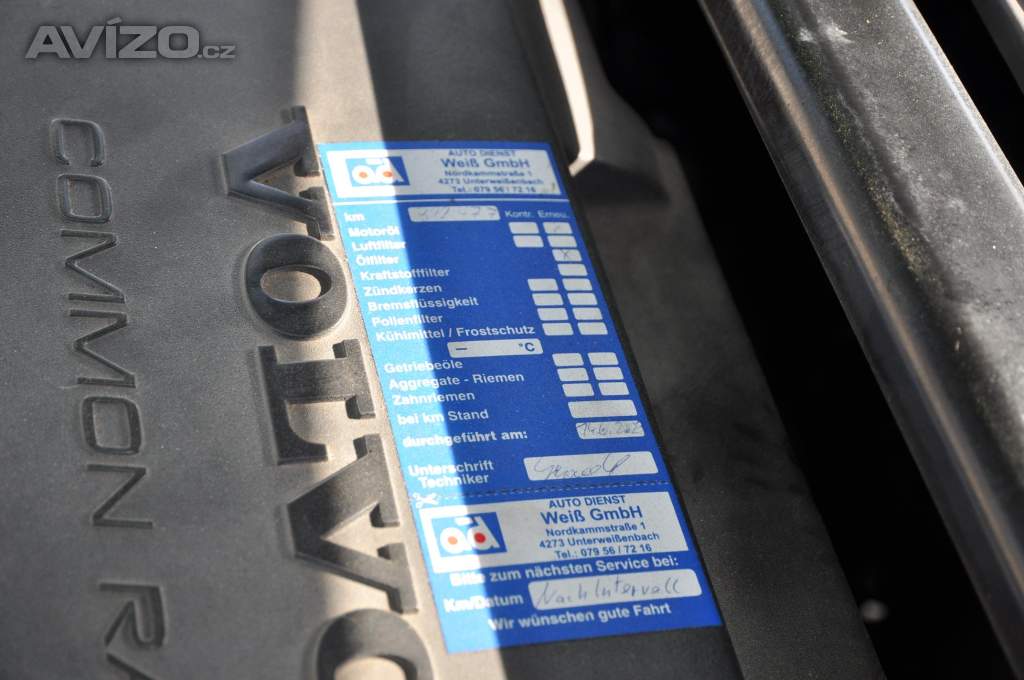 AVÍZO.cz
VOLVO
COMMON RA
ad
AUTO DIENST
Weiß GmbH
Nordkammstraße 1
4273 Unterweißenbach
Tel.: 079 56 / 72 16
km
Kontr. Erneu.
Motoröl
Luftfilter
Ölfilter x
Kraftstofffilter
Zündkerzen
Bremsflüssigkeit
Pollenfilter
Kühlmittel / Frostschutz
– °C
Getriebeöle
Aggregate - Riemen
Zahnriemen
bei km Stand
durchgeführt am:
Unterschrift
Techniker
ad
AUTO DIENST
Weiß GmbH
Nordkammstraße 1
4273 Unterweißenbach
Tel.: 079 56 / 72 16
Bitte zum nächsten Service bei:
Km/Datum Nach Intervall
Wir wünschen gute Fahrt